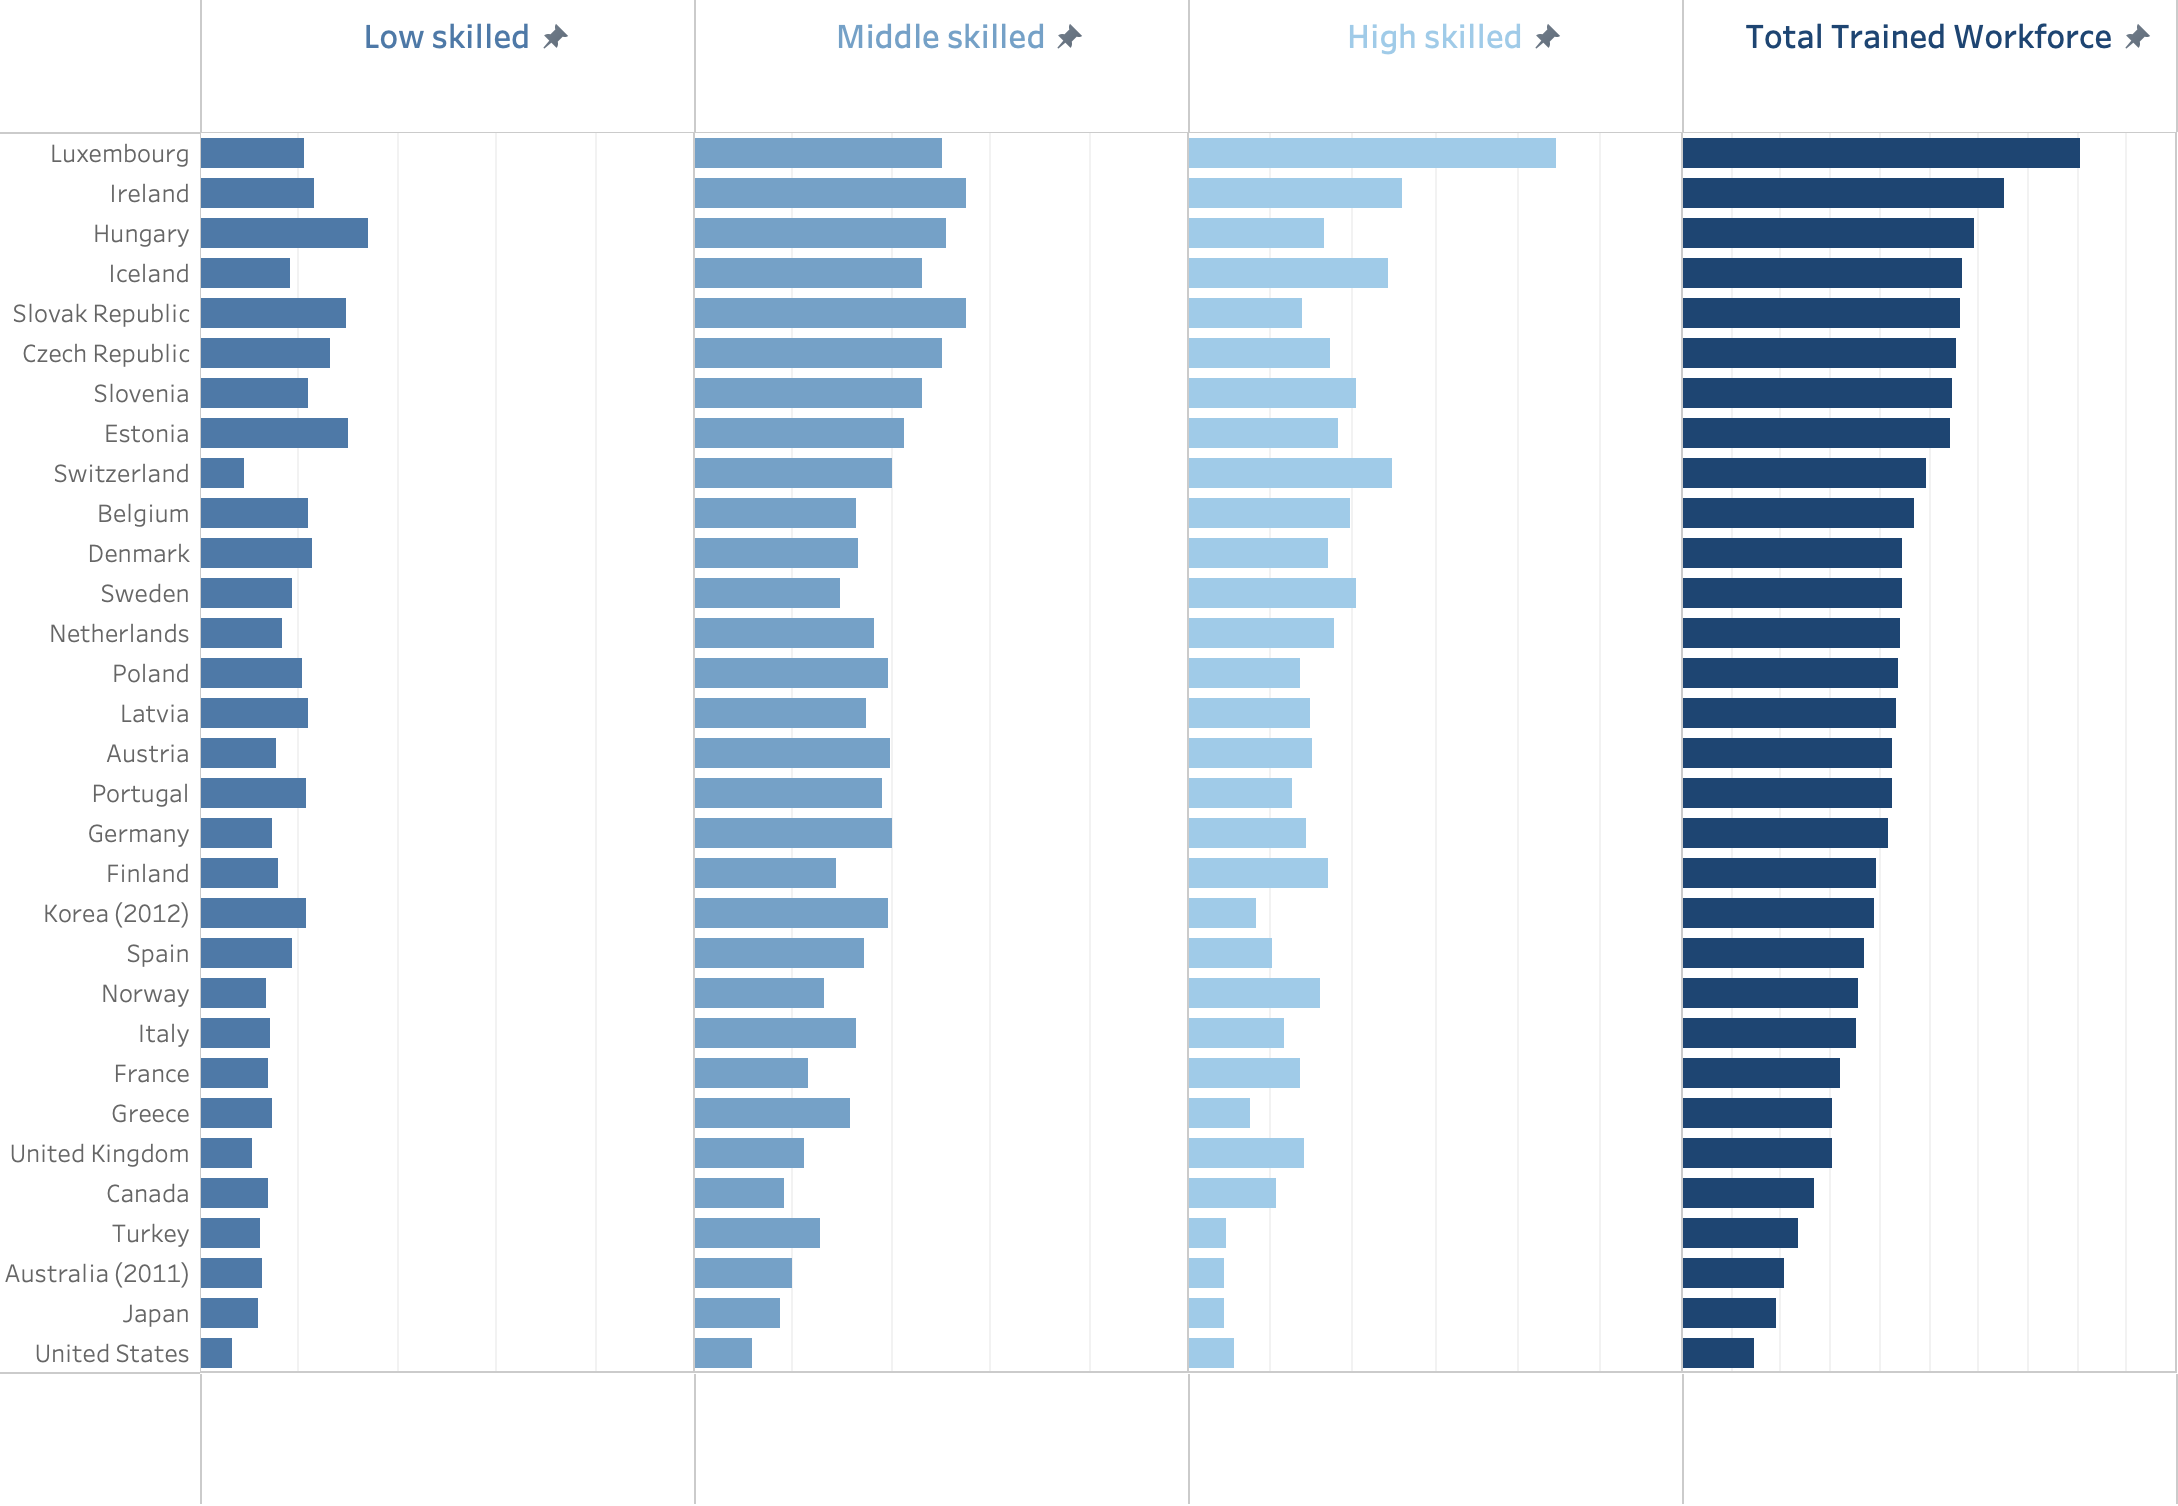 Low skilled
Middle skilled
High skilled
Total Trained Workforce
Luxembourg
Ireland
Hungary
Iceland
Slovak Republic
Czech Republic
Slovenia
Estonia
Switzerland
Belgium
Denmark
Sweden
Netherlands
Poland
Latvia
Austria
Portugal
Germany
Finland
Korea (2012)
Spain
Norway
Italy
France
Greece
United Kingdom
Canada
Turkey
Australia (2011)
Japan
United States